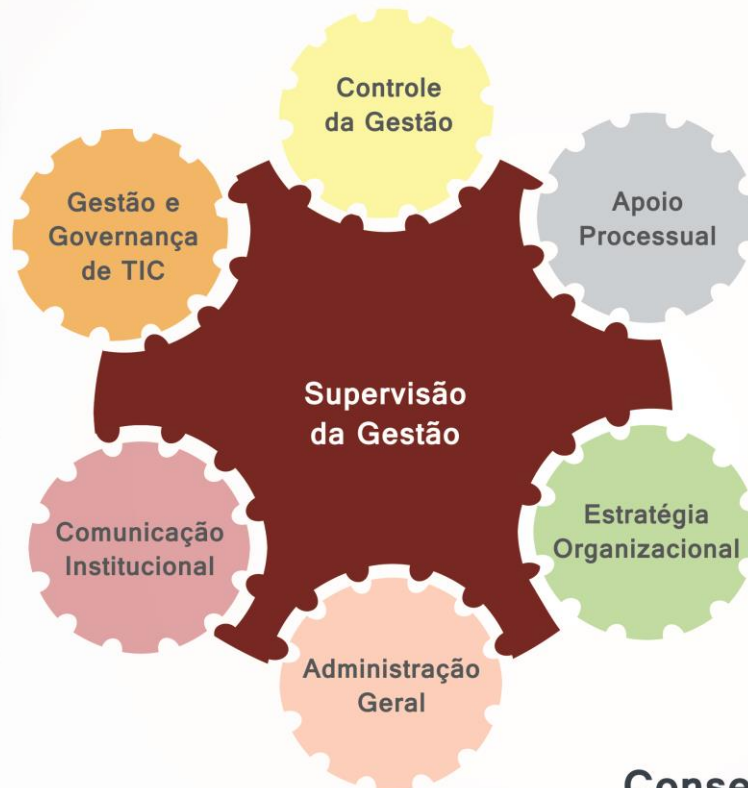 Controle
da Gestão
Gestão e
Governança
de TIC
Apoio
Processual
Supervisão
da Gestão
Comunicação
Institucional
Estratégia
Organizacional
Administração
Geral